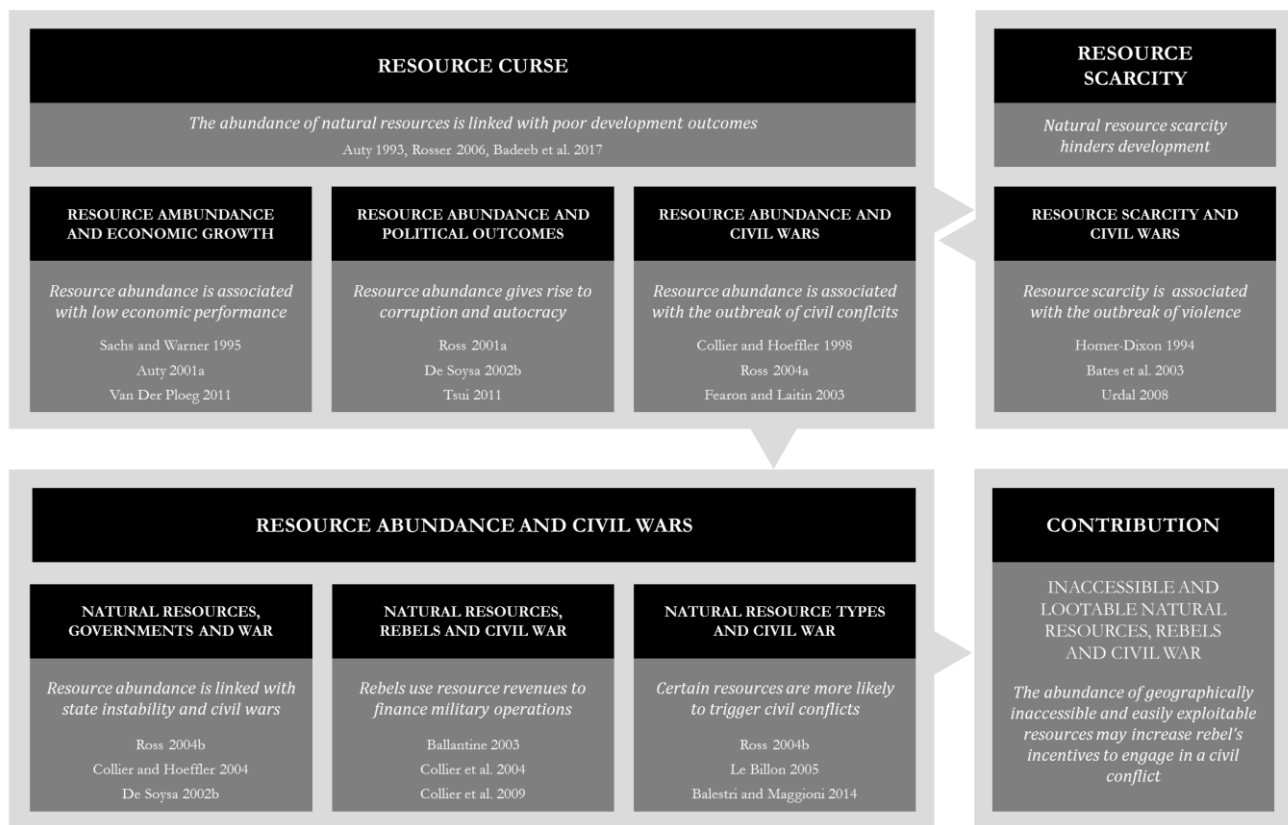 RESOURCE CURSE
The abundance of natural resources is linked with poor development outcomes
Auty 1993, Rosser 2006, Badeeb et al. 2017
RESOURCE AMBUNDANCE
AND ECONOMIC GROWTH
Resource abundance is associated
with low economic performance
Sachs and Warner 1995
Auty 2001a
Van Der Ploeg 2011
RESOURCE ABUNDANCE AND
POLITICAL OUTCOMES
Resource abundance gives rise to
corruption and autocracy
Ross 2001a
De Soysa 2002b
Tsui 2011
RESOURCE ABUNDANCE AND
CIVIL WARS
Resource abundance is associated
with the outbreak of civil conflcits
Collier and Hoeffler 1998
Ross 2004a
Fearon and Laitin 2003
RESOURCE
SCARCITY
Natural resource scarcity
hinders development
RESOURCE SCARCITY AND
CIVIL WARS
Resource scarcity is associated
with the outbreak of violence
Homer-Dixon 1994
Bates et al. 2003
Urdal 2008
RESOURCE ABUNDANCE AND CIVIL WARS
NATURAL RESOURCES,
GOVERNMENTS AND WAR
Resource abundance is linked with
state instability and civil wars
Ross 2004b
Collier and Hoeffler 2004
De Soysa 2002b
NATURAL RESOURCES,
REBELS AND CIVIL WAR
Rebels use resource revenues to
finance military operations
Ballantine 2003
Collier et al. 2004
Collier et al. 2009
NATURAL RESOURCE TYPES
AND CIVIL WAR
Certain resources are more likely
to trigger civil conflicts
Ross 2004b
Le Billon 2005
Balestri and Maggioni 2014
CONTRIBUTION
INACCESSIBLE AND
LOOTABLE NATURAL
RESOURCES, REBELS
AND CIVIL WAR
The abundance of geographically
inaccessible and easily exploitable
resources may increase rebel's
incentives to engage in a civil
conflict